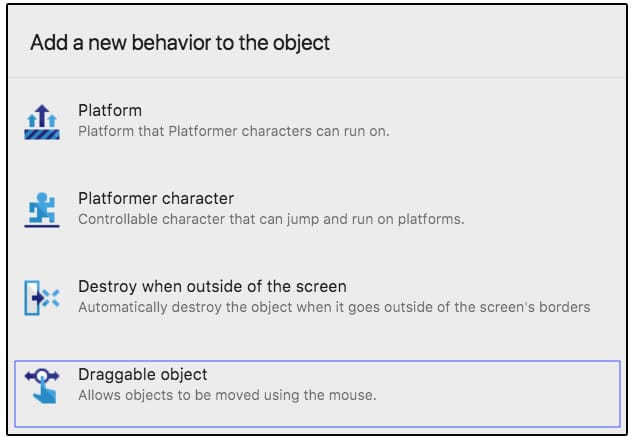 Add a new behavior to the object
Platform
Platform that Platformer characters can run on.
Platformer character
Controllable character that can jump and run on platforms.
Destroy when outside of the screen
Automatically destroy the object when it goes outside of the screen's borders
Draggable object
Allows objects to be moved using the mouse.